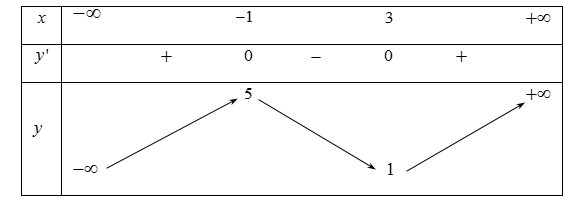 x −∞ −1 3 +∞
y' + 0 − 0 +
5 +∞
y
−∞ 1